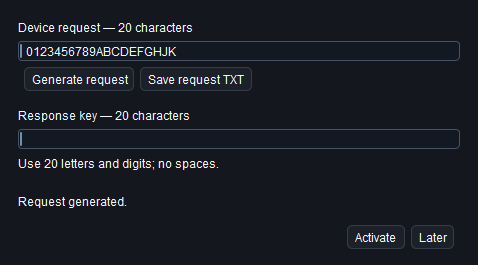 Device request — 20 characters
0123456789ABCDEFGHJK
Generate request Save request TXT
Response key — 20 characters
Use 20 letters and digits; no spaces.
Request generated.
Activate Later